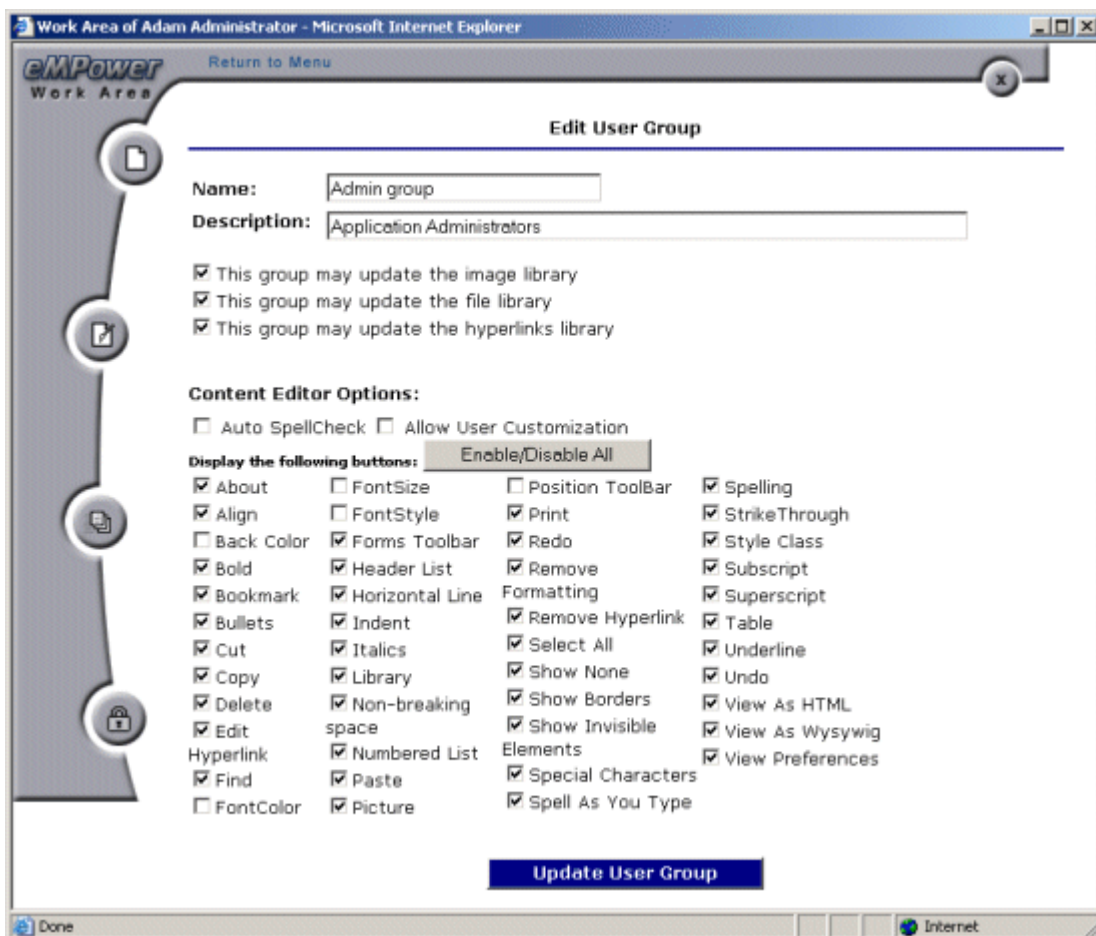 Work Area of Adam Administrator - Microsoft Internet Explorer
eMPower
Work Area
Return to Menu
x
Edit User Group
Name: Admin group
Description: Application Administrators
This group may update the image library
This group may update the file library
This group may update the hyperlinks library
Content Editor Options:
Auto SpellCheck Allow User Customization
Display the following buttons: Enable/Disable All
About
Align
Back Color
Bold
Bookmark
Bullets
Cut
Copy
Delete
Edit
Hyperlink
Find
FontColor
FontSize
FontStyle
Forms Toolbar
Header List
Horizontal Line
Indent
Italics
Library
Non-breaking
space
Numbered List
Paste
Picture
Position ToolBar
Print
Redo
Remove
Formatting
Remove Hyperlink
Select All
Show None
Show Borders
Show Invisible
Elements
Special Characters
Spell As You Type
Spelling
StrikeThrough
Style Class
Subscript
Superscript
Table
Underline
Undo
View As HTML
View As Wysywig
View Preferences
Update User Group
Done
Internet